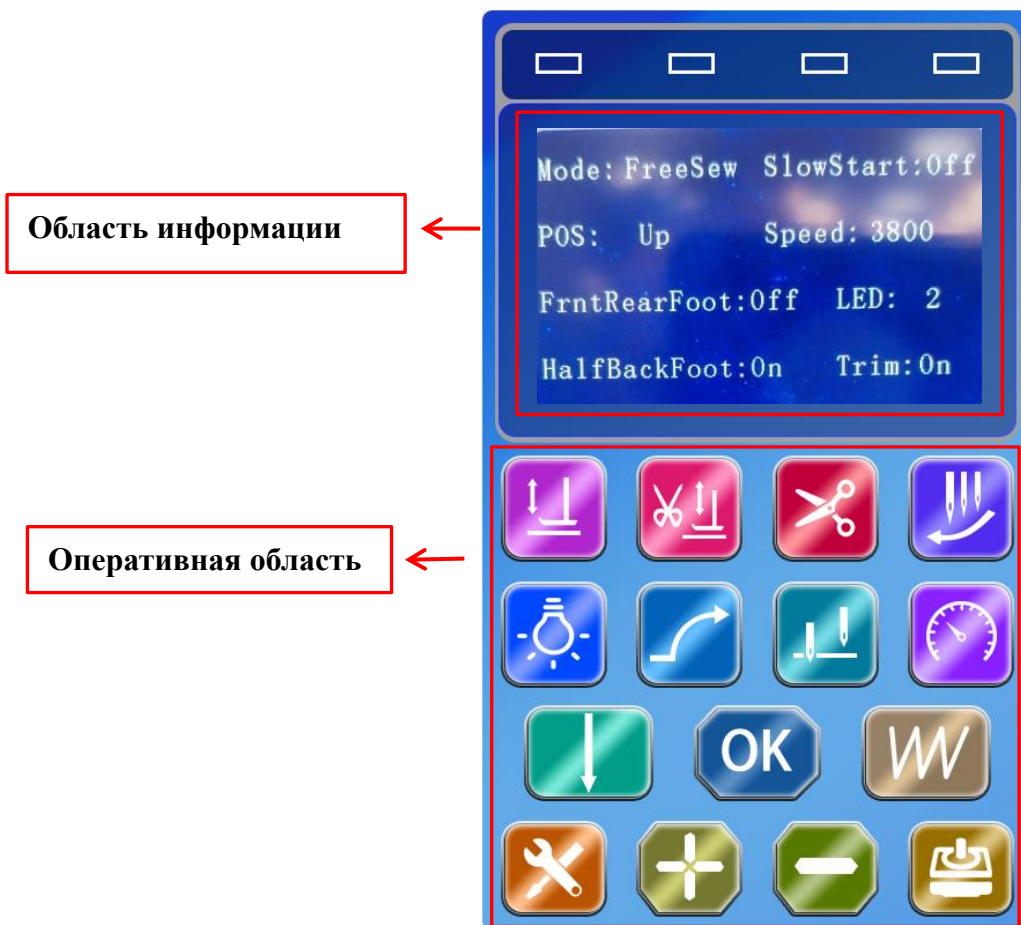 Mode: FreeSew SlowStart:Off
Область информации
POS: Up Speed: 3800
FrntRearFoot:Off LED: 2
HalfBackFoot:On Trim:On
Оперативная область
OK